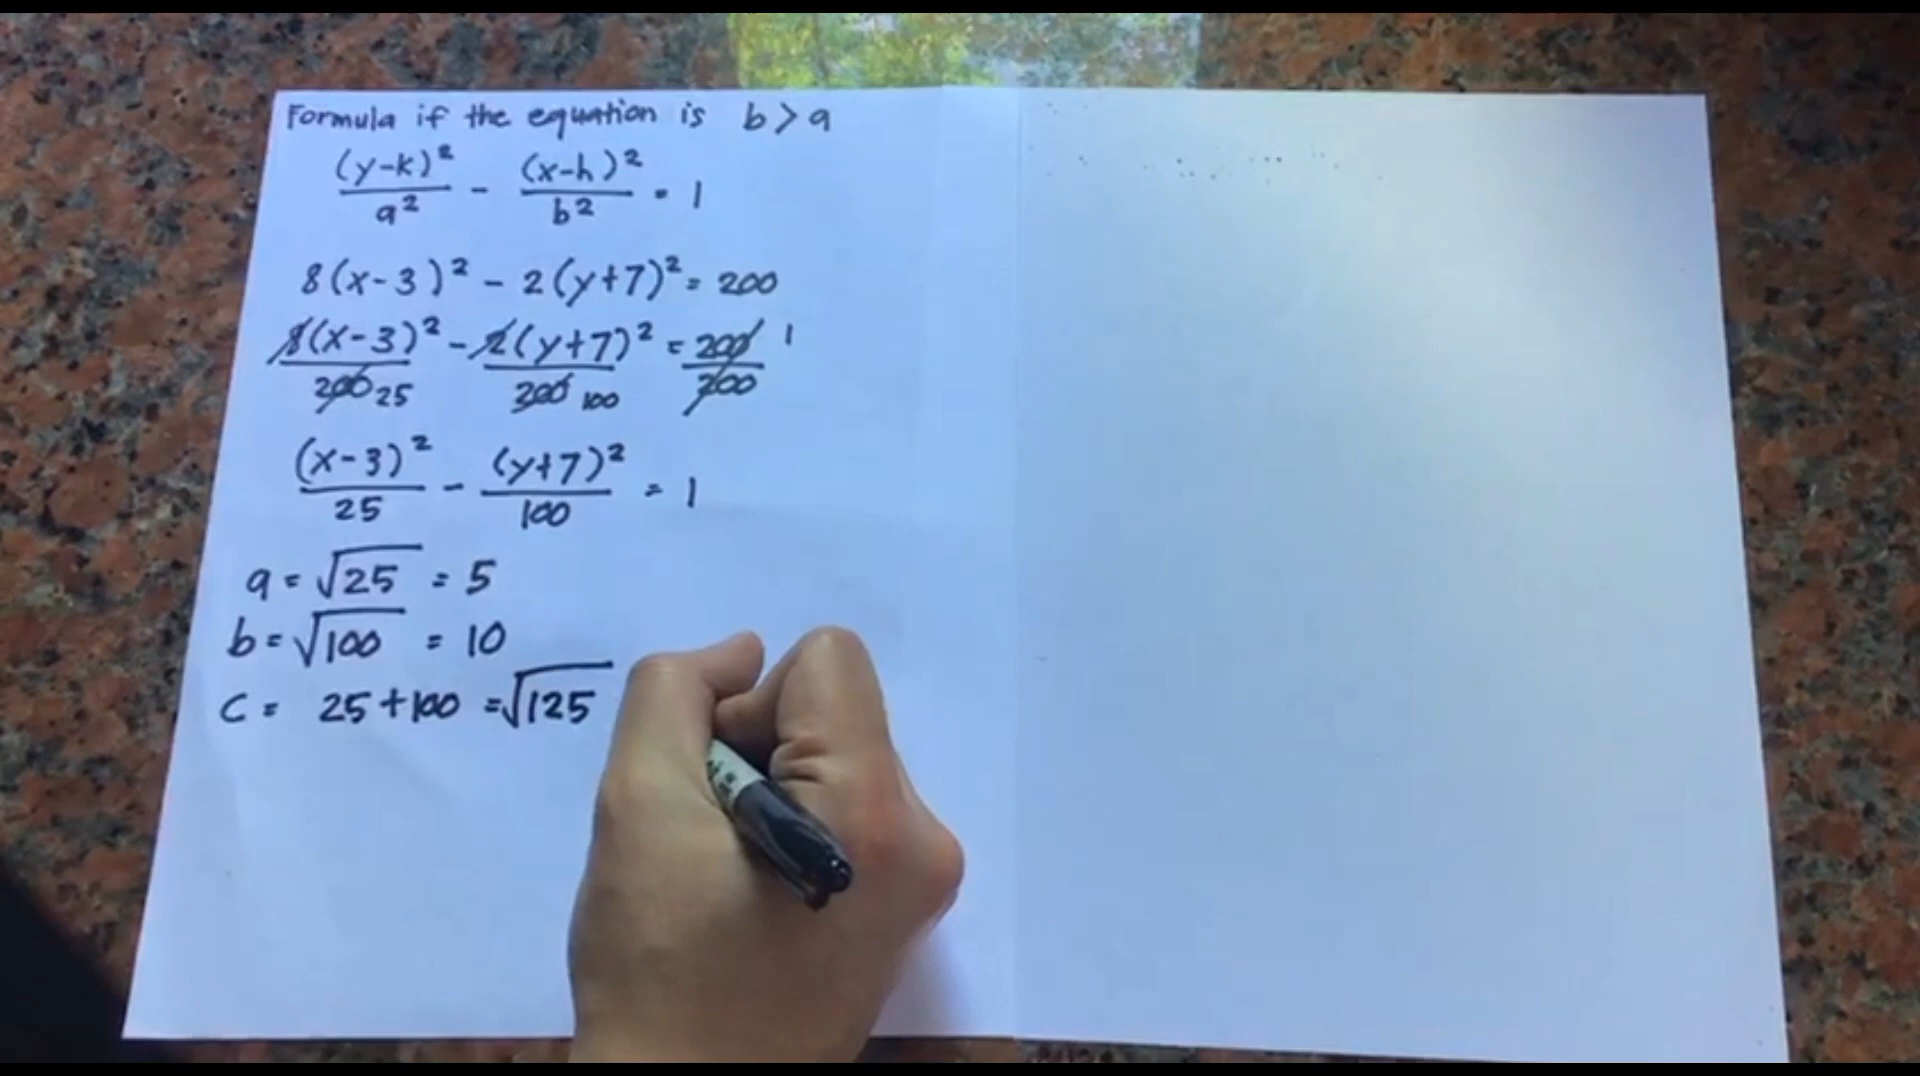 Formula if the equation is b > a
(y-k)² / a² - (x-h)² / b² = 1
8(x-3)² - 2(y+7)² = 200
8(x-3)² / 200 25 - 2(y+7)² / 200 100 = 200 / 200 1
(x-3)² / 25 - (y+7)² / 100 = 1
a = √25 = 5
b = √100 = 10
c = 25+100 = √125